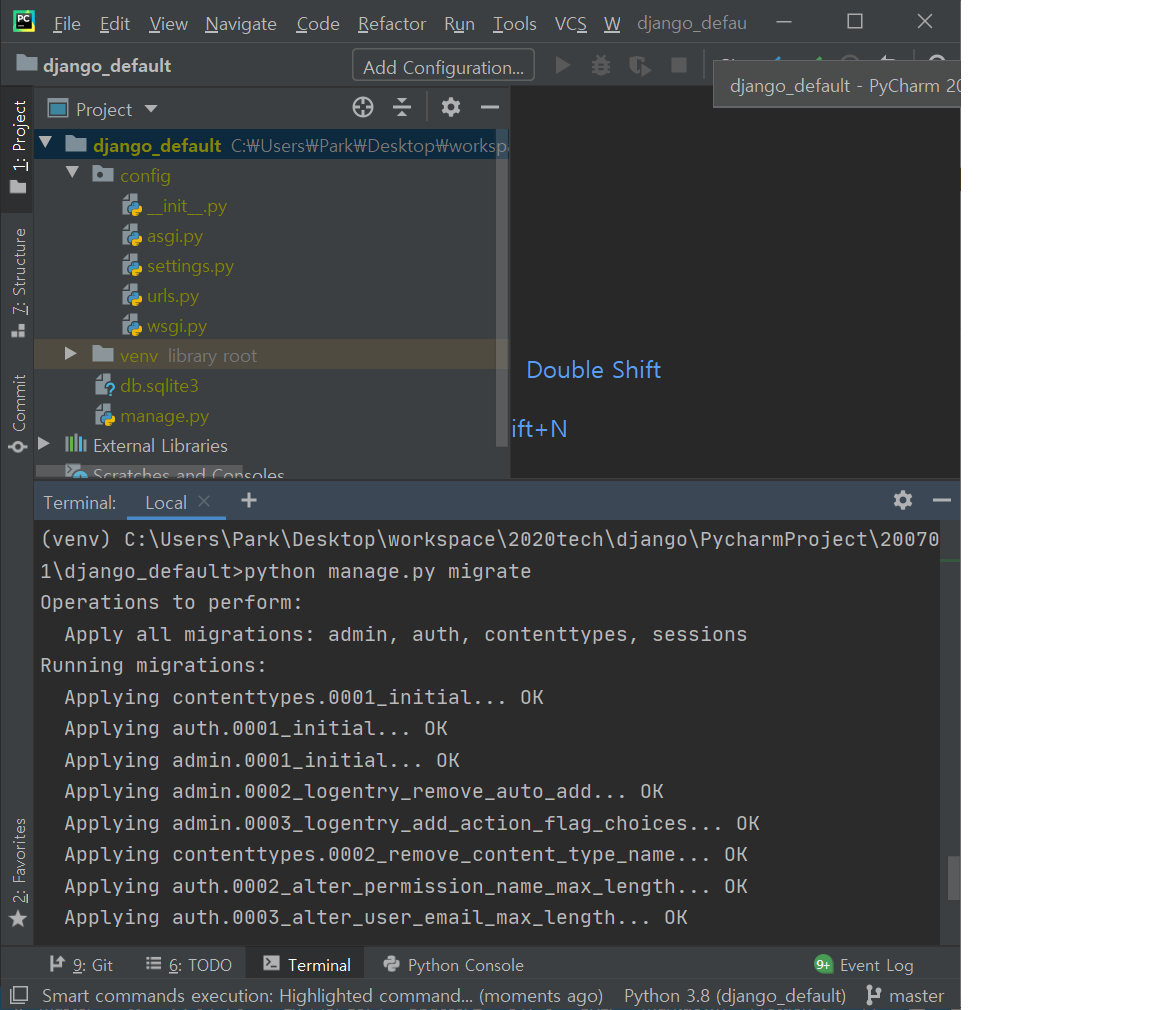 PC File Edit View Navigate Code Refactor Run Tools VCS W django_defau
django_default Add Configuration...
django_default - PyCharm 20
1: Project
7: Structure
Commit
2: Favorites
Project
django_default C:₩Users₩Park₩Desktop₩worksp
config
__init__.py
asgi.py
settings.py
urls.py
wsgi.py
venv library root
db.sqlite3
manage.py
External Libraries
Scratches and Consoles
Double Shift
ift+N
Terminal: Local
(venv) C:\Users\Park\Desktop\workspace\2020tech\django\PycharmProject\20070
1\django_default>python manage.py migrate
Operations to perform:
Apply all migrations: admin, auth, contenttypes, sessions
Running migrations:
Applying contenttypes.0001_initial... OK
Applying auth.0001_initial... OK
Applying admin.0001_initial... OK
Applying admin.0002_logentry_remove_auto_add... OK
Applying admin.0003_logentry_add_action_flag_choices... OK
Applying contenttypes.0002_remove_content_type_name... OK
Applying auth.0002_alter_permission_name_max_length... OK
Applying auth.0003_alter_user_email_max_length... OK
9: Git 6: TODO Terminal Python Console 9+ Event Log
Smart commands execution: Highlighted command... (moments ago) Python 3.8 (django_default) master